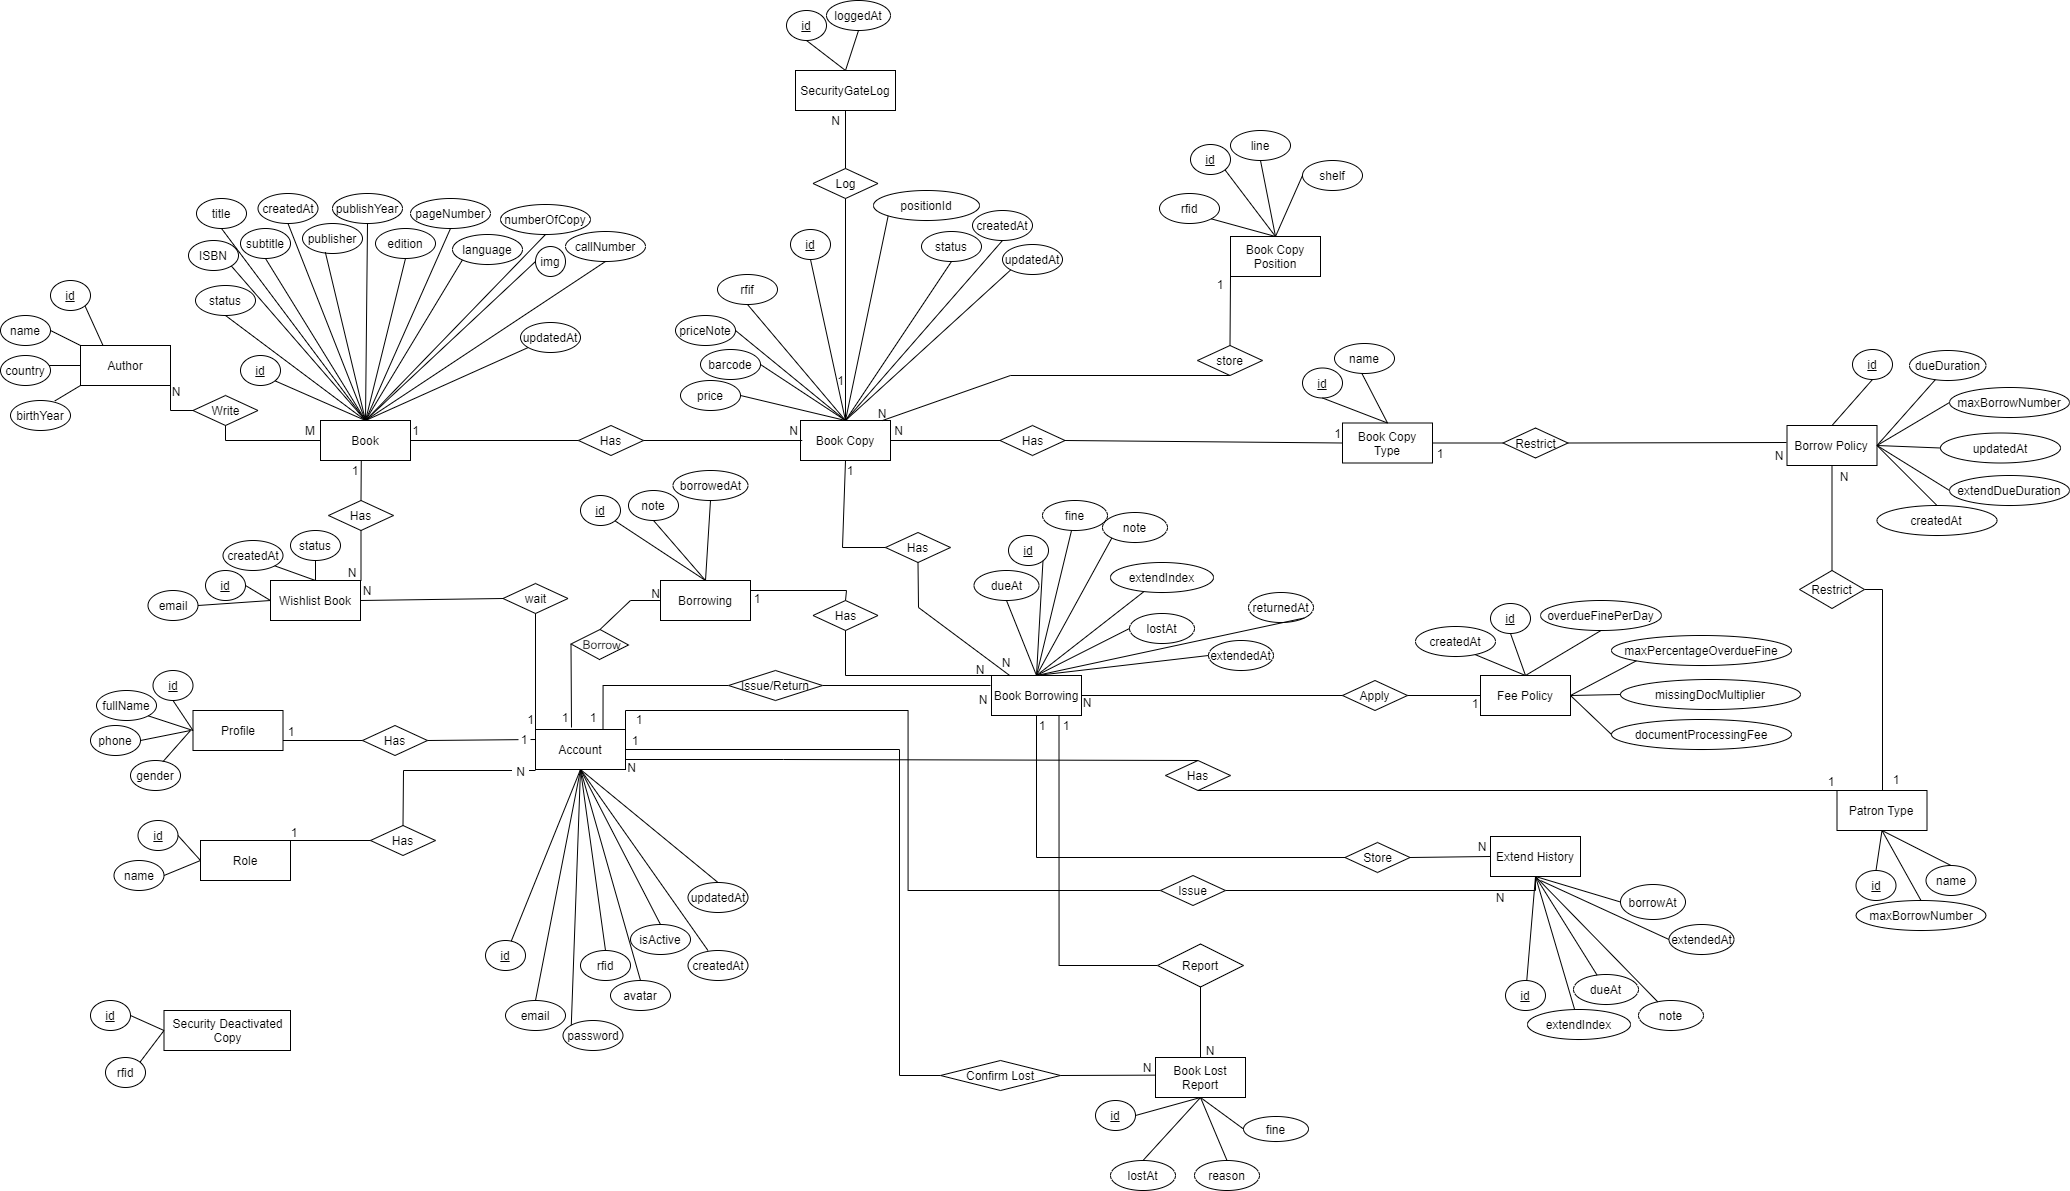 id
loggedAt
SecurityGateLog
N
Log
id
line
shelf
rfid
Book Copy
Position
1
store
title
createdAt
publishYear
pageNumber
numberOfCopy
ISBN
subtitle
publisher
edition
language
img
callNumber
status
updatedAt
id
positionId
id
status
createdAt
updatedAt
rfif
priceNote
barcode
price
1
id
name
country
birthYear
Author
N
Write
M
Book
1
Has
N
Book Copy
N
N
Has
1
Book Copy
Type
id
name
1
Restrict
N
Borrow Policy
id
dueDuration
maxBorrowNumber
updatedAt
extendDueDuration
createdAt
N
1
Has
N
1
Has
N
id
note
borrowedAt
N
Borrowing
1
Has
N
email
id
createdAt
status
Wishlist Book
N
wait
1
Borrow
1
Issue/Return
1
N
dueAt
id
fine
note
extendIndex
lostAt
returnedAt
extendedAt
Book Borrowing
N
Apply
1
Fee Policy
createdAt
id
overdueFinePerDay
maxPercentageOverdueFine
missingDocMultiplier
documentProcessingFee
Restrict
1
id
fullName
phone
gender
Profile
1
Has
1
Account
1
1
N
Has
1
Patron Type
id
maxBorrowNumber
name
id
name
Role
1
Has
N
id
email
password
rfid
avatar
isActive
createdAt
updatedAt
1
1
Store
N
Extend History
Issue
N
borrowAt
extendedAt
id
extendIndex
dueAt
note
Report
N
Confirm Lost
N
Book Lost
Report
id
lostAt
reason
fine
id
rfid
Security Deactivated
Copy